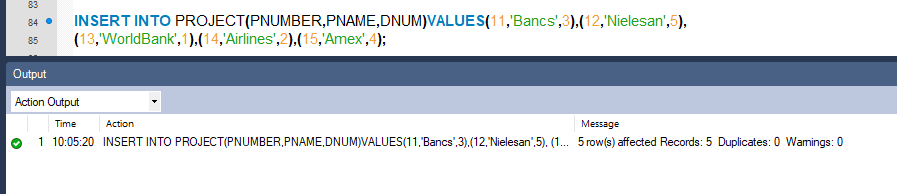 83
84 INSERT INTO PROJECT(PNUMBER,PNAME,DNUM)VALUES(11,'Bancs',3),(12,'Nielesan',5),
85 (13,'WorldBank',1),(14,'Airlines',2),(15,'Amex',4);
Output
Action Output
Time Action Message
1 10:05:20 INSERT INTO PROJECT(PNUMBER,PNAME,DNUM)VALUES(11,'Bancs',3),(12,'Nielesan',5), (1... 5 row(s) affected Records: 5 Duplicates: 0 Warnings: 0